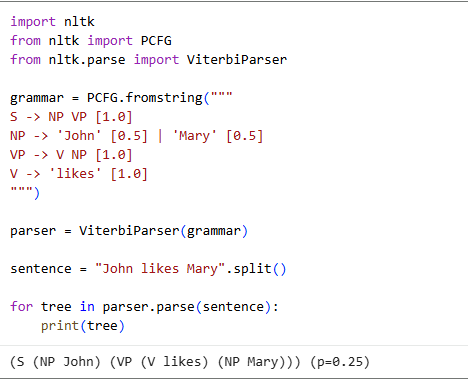 import nltk
from nltk import PCFG
from nltk.parse import ViterbiParser

grammar = PCFG.fromstring("""
S -> NP VP [1.0]
NP -> 'John' [0.5] | 'Mary' [0.5]
VP -> V NP [1.0]
V -> 'likes' [1.0]
""")

parser = ViterbiParser(grammar)

sentence = "John likes Mary".split()

for tree in parser.parse(sentence):
    print(tree)

(S (NP John) (VP (V likes) (NP Mary))) (p=0.25)